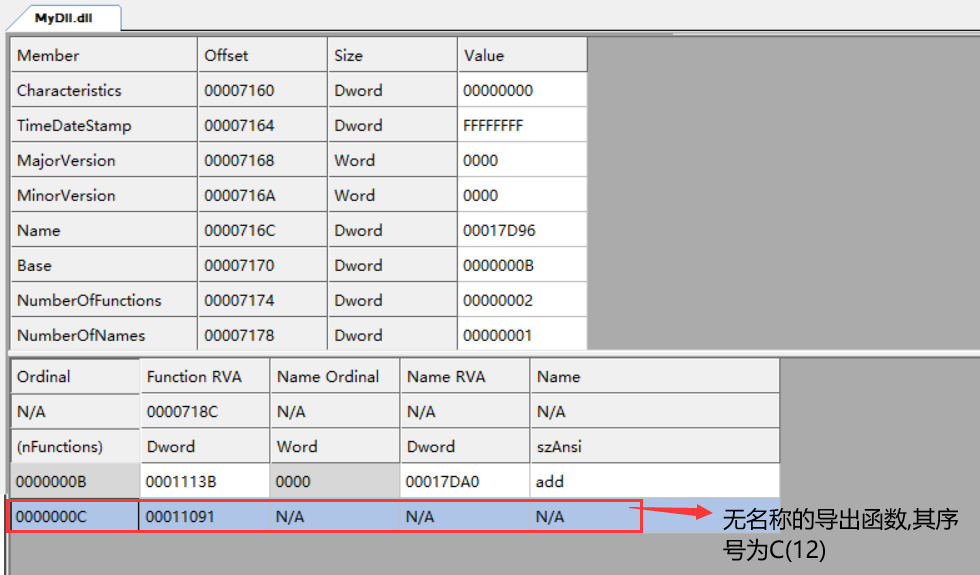 MyDll.dll
Member Offset Size Value
Characteristics 00007160 Dword 00000000
TimeDateStamp 00007164 Dword FFFFFFFF
MajorVersion 00007168 Word 0000
MinorVersion 0000716A Word 0000
Name 0000716C Dword 00017D96
Base 00007170 Dword 0000000B
NumberOfFunctions 00007174 Dword 00000002
NumberOfNames 00007178 Dword 00000001
Ordinal Function RVA Name Ordinal Name RVA Name
N/A 0000718C N/A N/A N/A
(nFunctions) Dword Word Dword szAnsi
0000000B 0001113B 0000 00017DA0 add
0000000C 00011091 N/A N/A N/A
无名称的导出函数,其序
号为C(12)